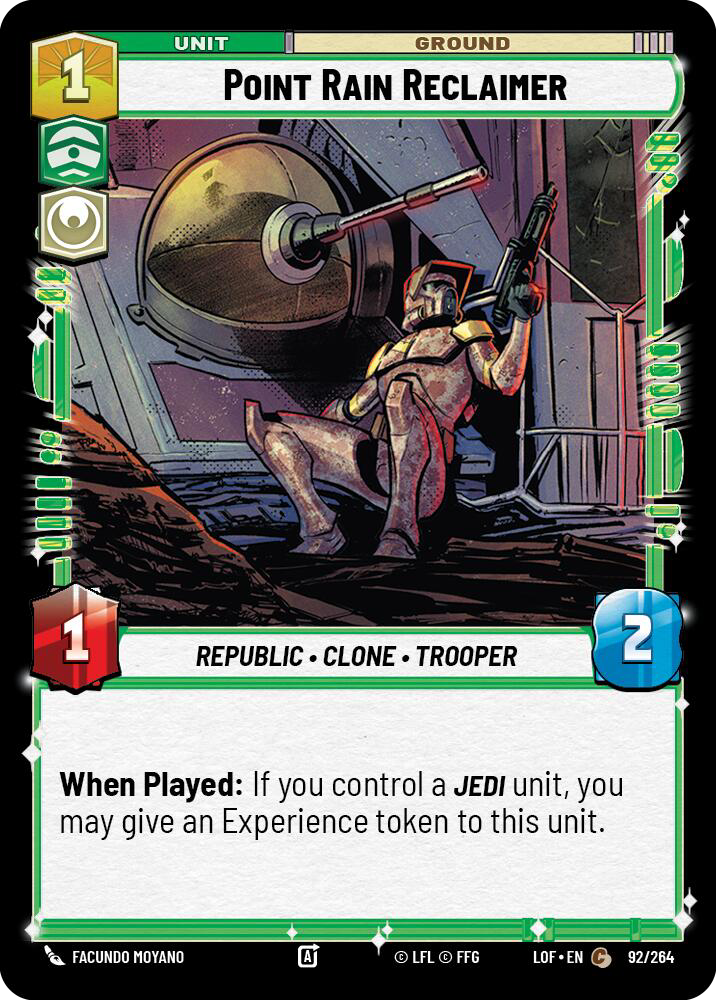 UNIT
GROUND
1
POINT RAIN RECLAIMER
1
REPUBLIC • CLONE • TROOPER
2
When Played: If you control a JEDI unit, you
may give an Experience token to this unit.
FACUNDO MOYANO
A
© LFL © FFG
LOF • EN
C
92/264